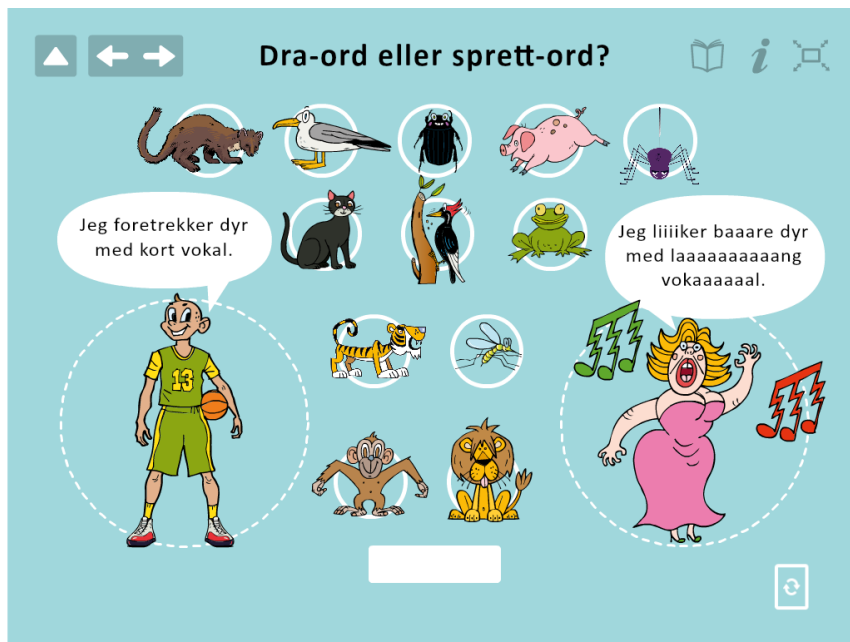 Dra-ord eller sprett-ord?
Jeg foretrekker dyr
med kort vokal.
Jeg liiiiker baaare dyr
med laaaaaaaaaang
vokaaaaaal.
13